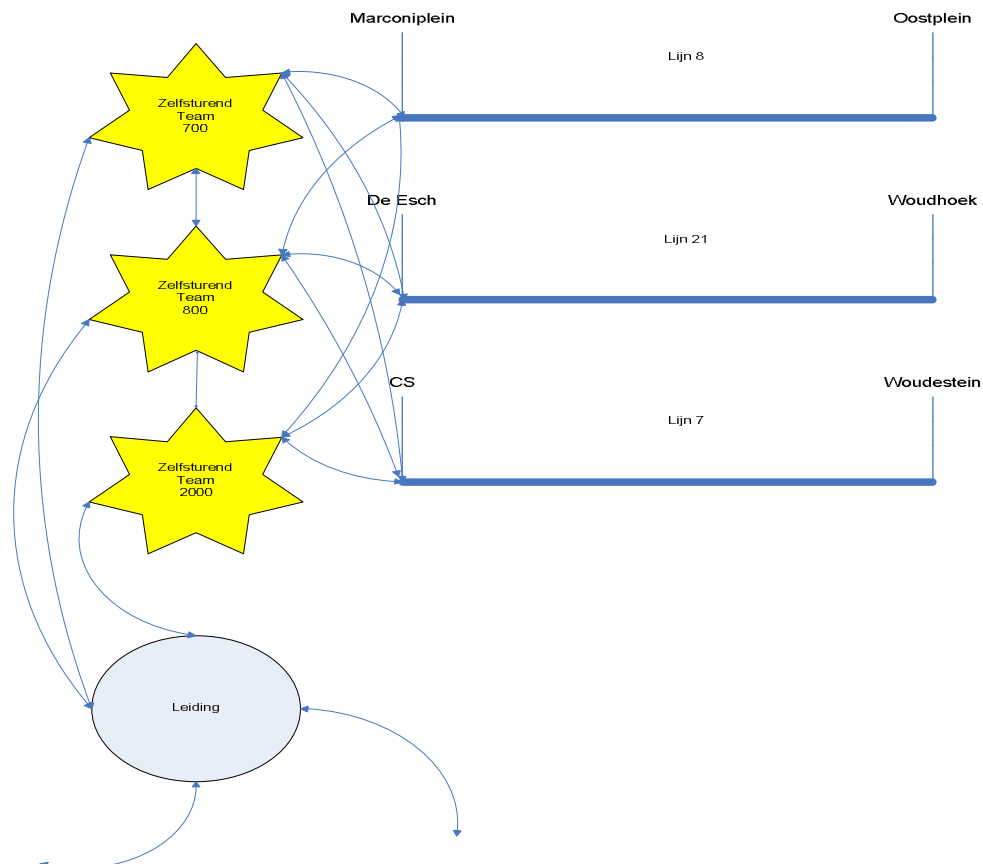 Marconiplein
Oostplein
Lijn 8
Zelfsturend
Team
700
De Esch
Woudhoek
Lijn 21
Zelfsturend
Team
800
CS
Woudestein
Lijn 7
Zelfsturend
Team
2000
Leiding